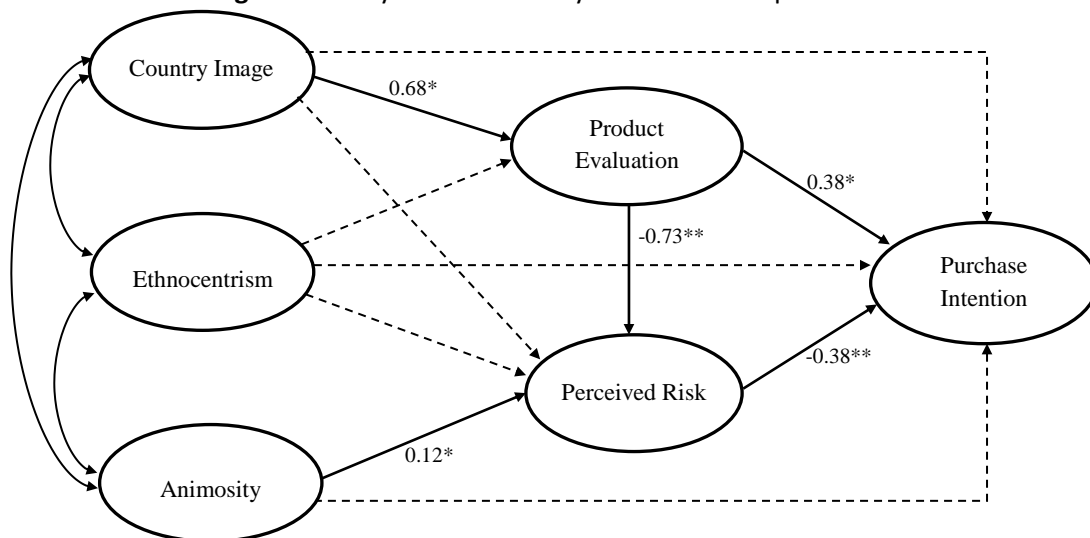 Country Image
0.68*
Product
Evaluation
0.38*
-0.73**
Ethnocentrism
Purchase
Intention
Perceived Risk
-0.38**
0.12*
Animosity